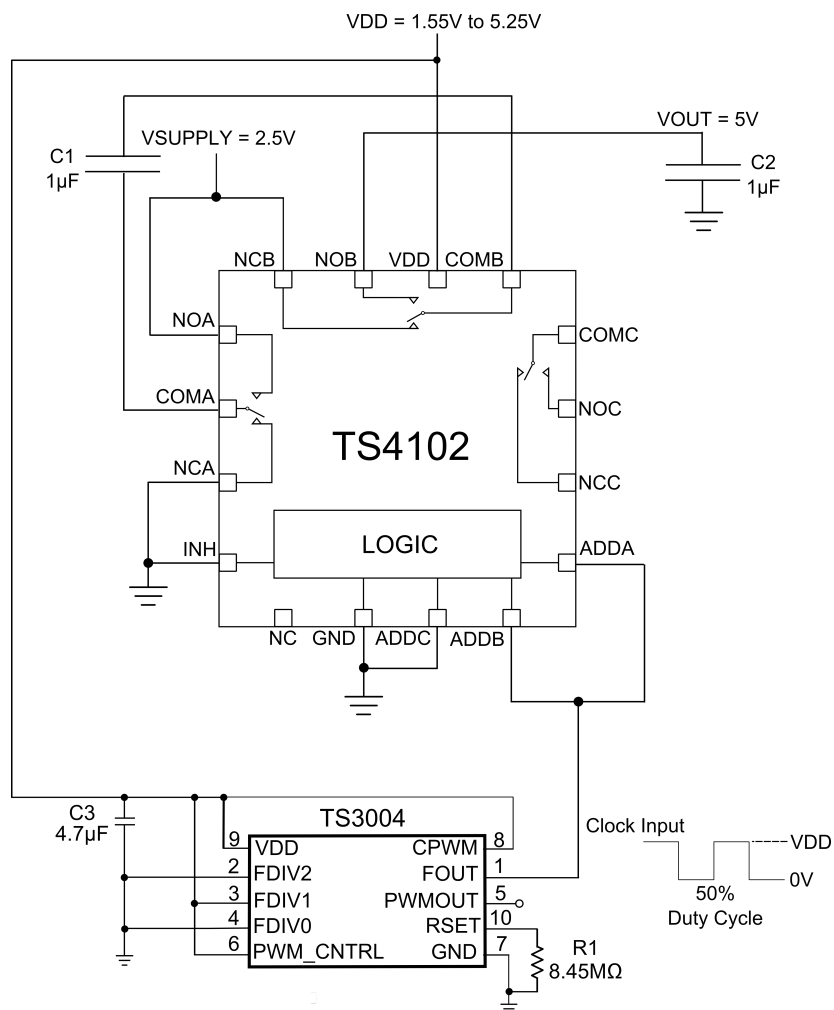 VDD = 1.55V to 5.25V
VSUPPLY = 2.5V
VOUT = 5V
C1
1µF
C2
1µF
NCB
NOB
VDD
COMB
NOA
COMC
COMA
NOC
TS4102
NCA
NCC
INH
LOGIC
ADDA
NC
GND
ADDC
ADDB
C3
4.7µF
TS3004
9
VDD
CPWM
8
2
FDIV2
FOUT
1
3
FDIV1
PWMOUT
5
4
FDIV0
RSET
10
6
PWM_CNTRL
GND
7
R1
8.45MΩ
Clock Input
VDD
0V
50%
Duty Cycle